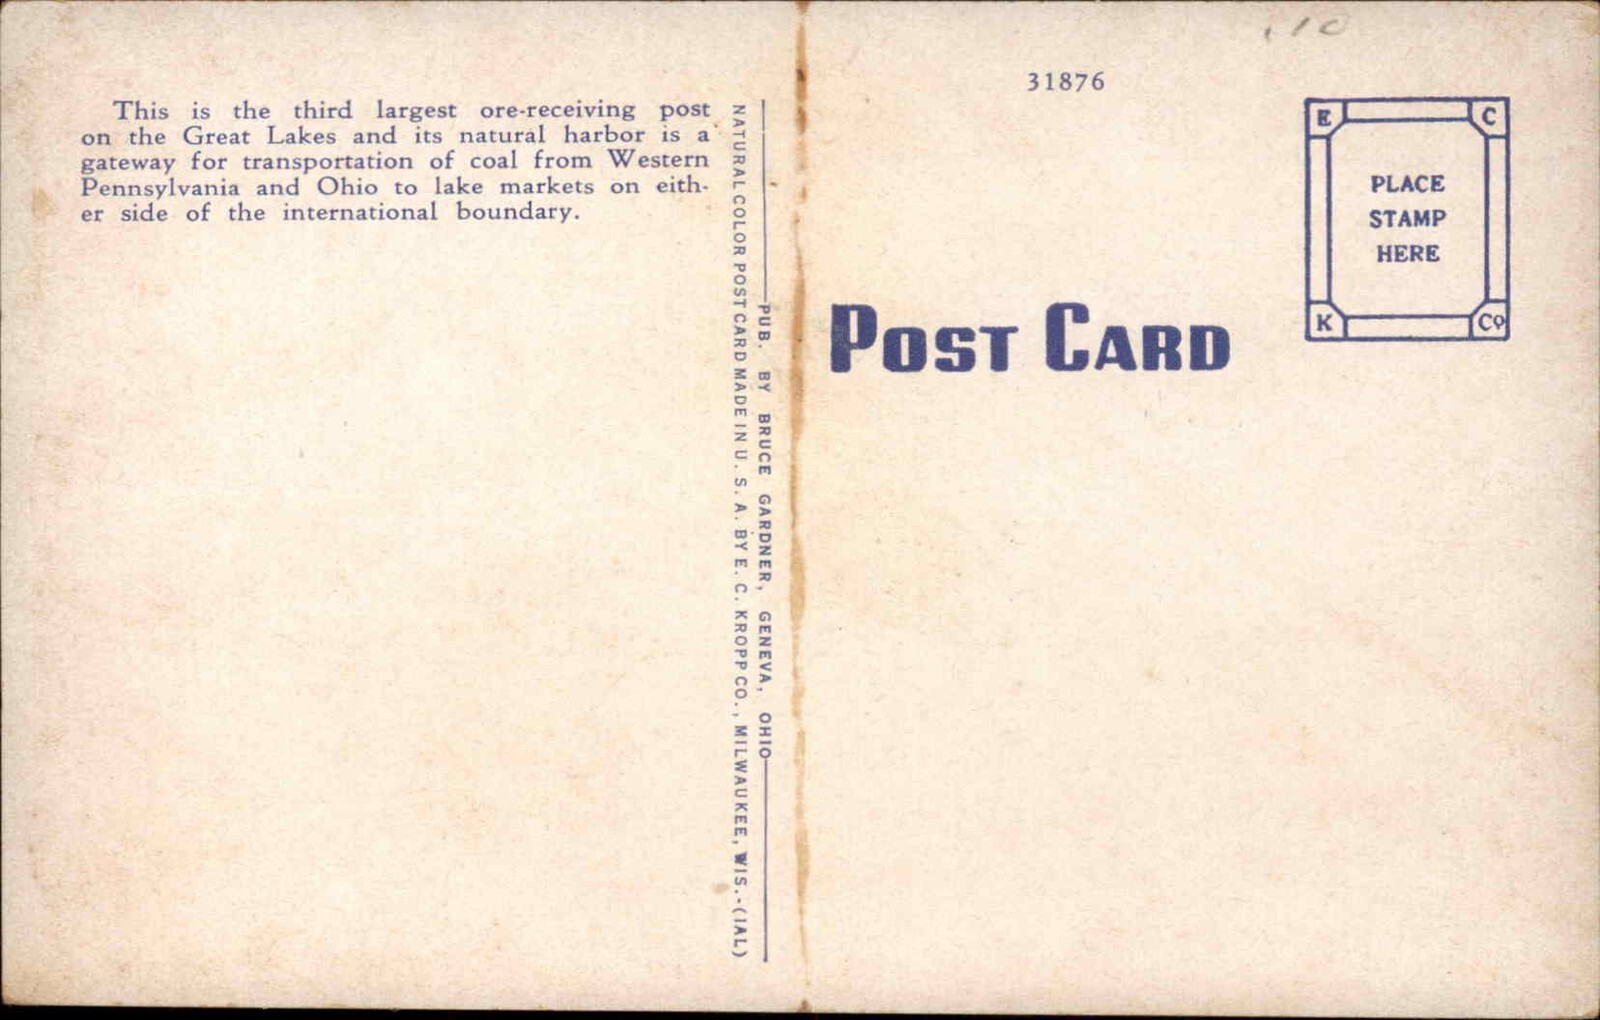 This is the third largest ore-receiving post
on the Great Lakes and its natural harbor is a
gateway for transportation of coal from Western
Pennsylvania and Ohio to lake markets on eith-
er side of the international boundary.
PUB. BY BRUCE GARDNER, GENEVA, OHIO
NATURAL COLOR POST CARD MADE IN U. S. A. BY E. C. KROPP CO., MILWAUKEE, WIS.-(IAL)
.10
31876
POST CARD
E C
PLACE
STAMP
HERE
K Co